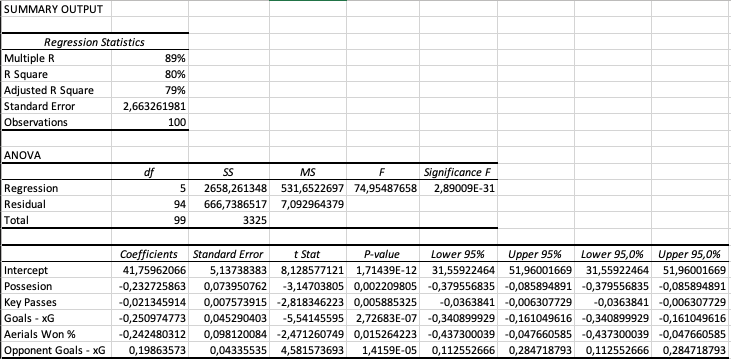 SUMMARY OUTPUT
Regression Statistics
Multiple R 89%
R Square 80%
Adjusted R Square 79%
Standard Error 2,663261981
Observations 100
ANOVA
df SS MS F Significance F
Regression 5 2658,261348 531,6522697 74,95487658 2,89009E-31
Residual 94 666,7386517 7,092964379
Total 99 3325
Coefficients Standard Error t Stat P-value Lower 95% Upper 95% Lower 95,0% Upper 95,0%
Intercept 41,75962066 5,13738383 8,128577121 1,71439E-12 31,55922464 51,96001669 31,55922464 51,96001669
Possesion -0,232725863 0,073950762 -3,14703805 0,002209805 -0,379556835 -0,085894891 -0,379556835 -0,085894891
Key Passes -0,021345914 0,007573915 -2,818346223 0,005885325 -0,0363841 -0,006307729 -0,0363841 -0,006307729
Goals - xG -0,250974773 0,045290403 -5,54145595 2,72683E-07 -0,340899929 -0,161049616 -0,340899929 -0,161049616
Aerials Won % -0,242480312 0,098120084 -2,471260749 0,015264223 -0,437300039 -0,047660585 -0,437300039 -0,047660585
Opponent Goals - xG 0,19863573 0,04335535 4,581573693 1,4159E-05 0,112552666 0,284718793 0,112552666 0,284718793